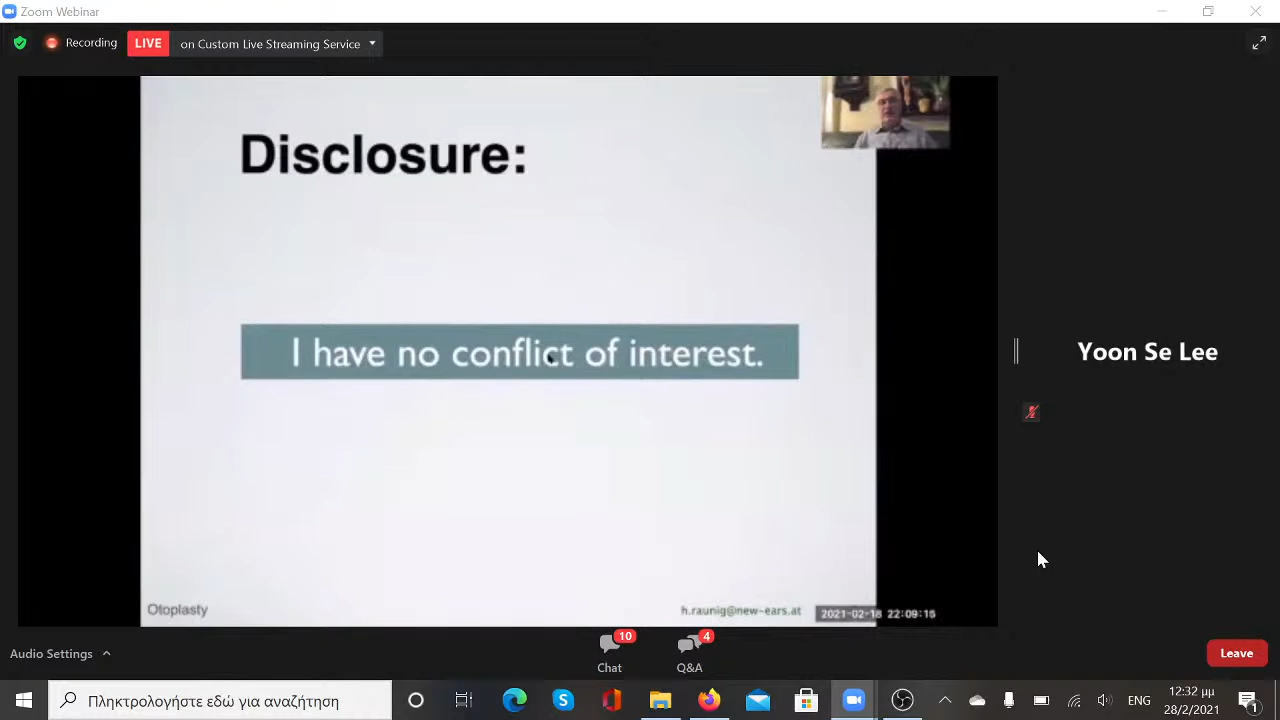 Zoom Webinar
Recording
LIVE
on Custom Live Streaming Service
Disclosure:
I have no conflict of interest.
Yoon Se Lee
Otoplasty
h.raunig@new-ears.at
2021-02-18 22:09:15
Audio Settings
10
Chat
4
Q&A
Leave
Πληκτρολογήστε εδώ για αναζήτηση
ENG
12:32 μμ
28/2/2021
1